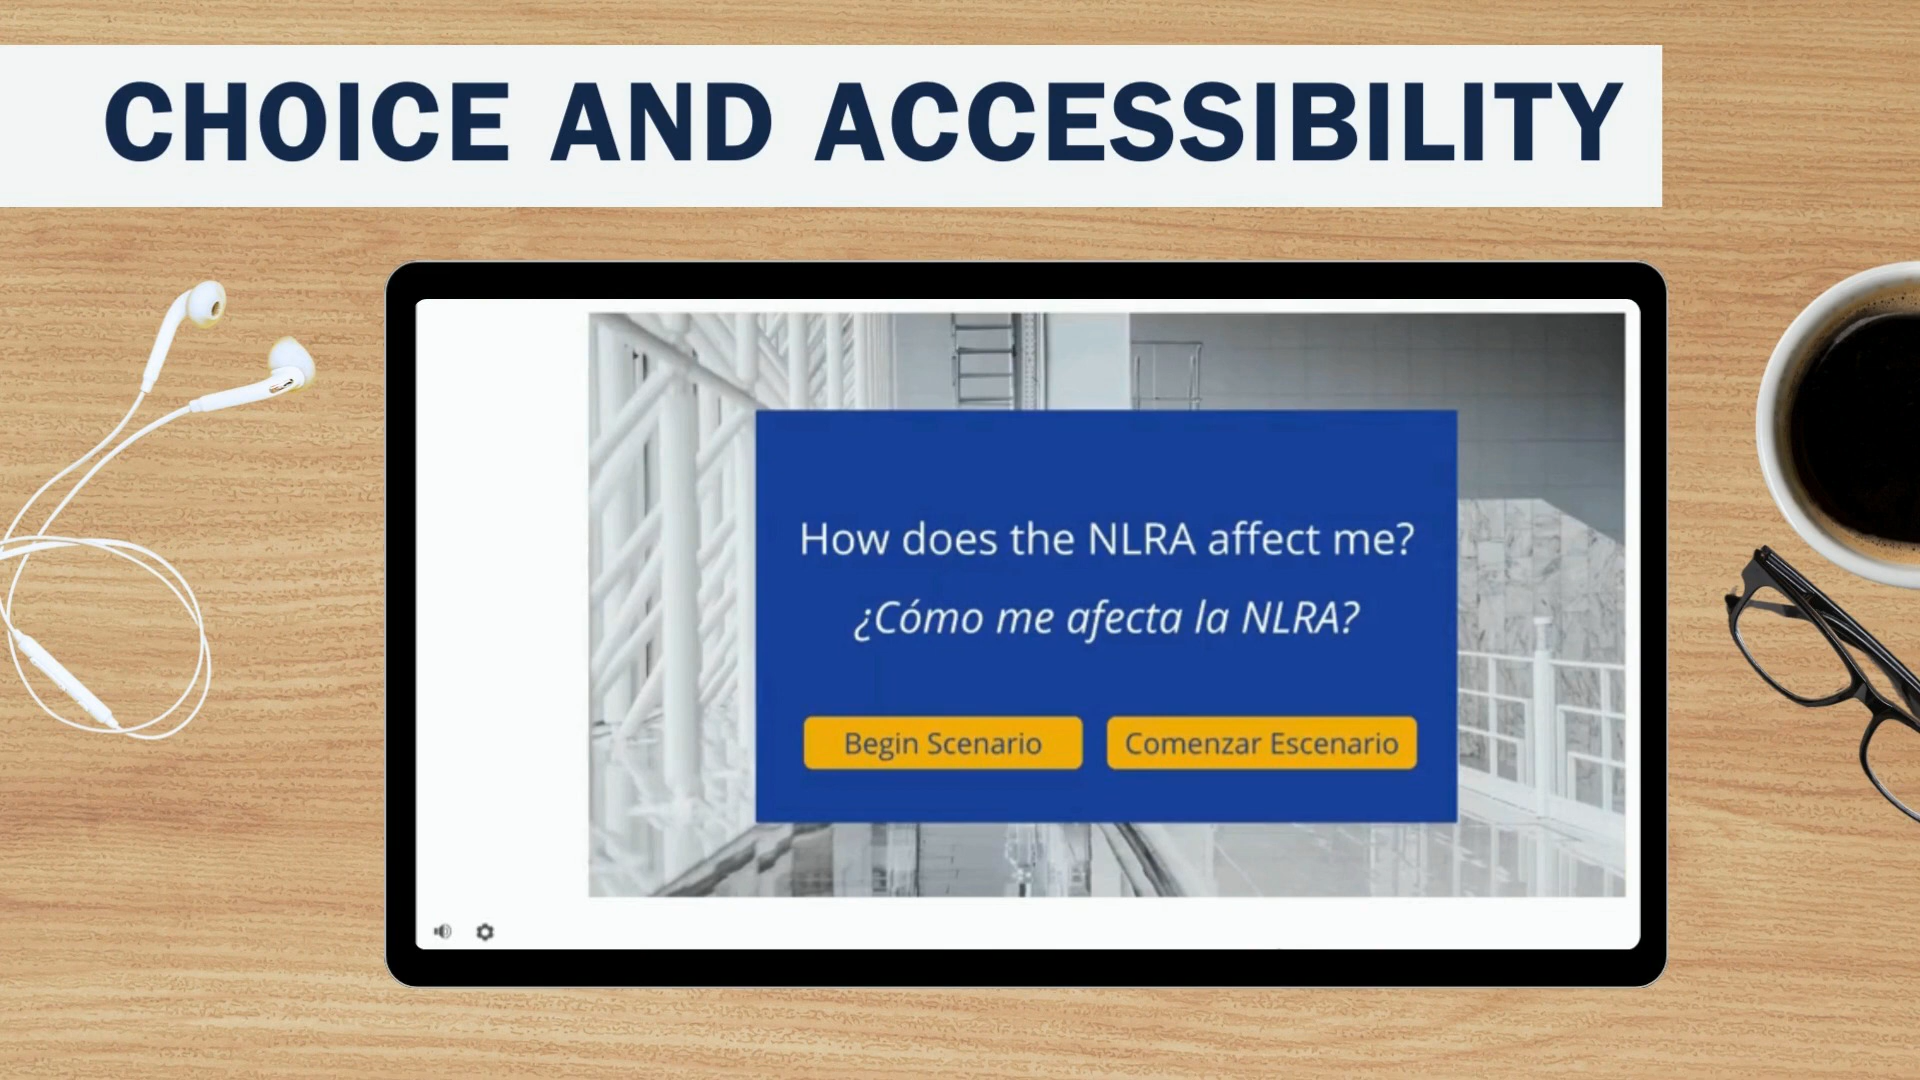 CHOICE AND ACCESSIBILITY
How does the NLRA affect me?
¿Cómo me afecta la NLRA?
Begin Scenario
Comenzar Escenario